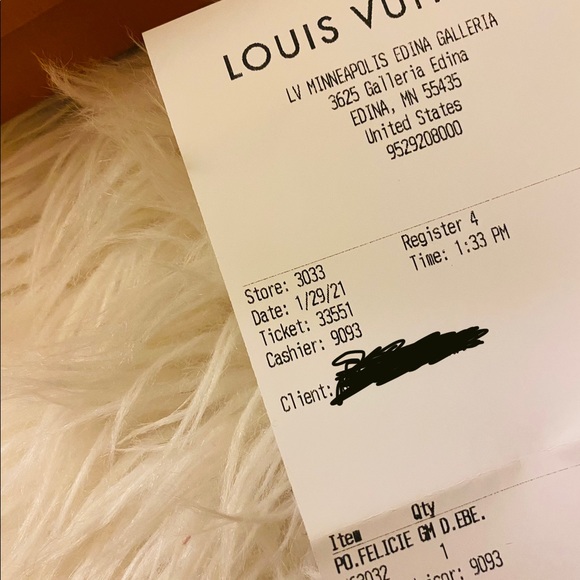 LOUIS
LV MINNEAPOLIS EDINA GALLERIA
3625 Galleria Edina
EDINA, MN 55435
United States
9529208000
Register 4
Time: 1:33 PM
Store: 3033
Date: 1/29/21
Ticket: 33551
Cashier: 9093
Client:
Item Qty
PO.FELICIE GM D.EBE.
1
9093